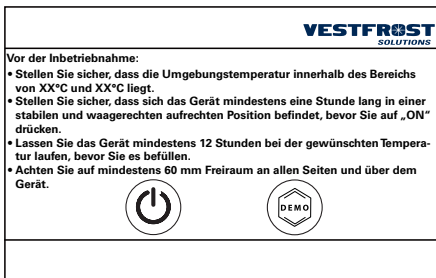 VESTFROST
SOLUTIONS
Vor der Inbetriebnahme:
• Stellen Sie sicher, dass die Umgebungstemperatur innerhalb des Bereichs
von XX°C und XX°C liegt.
• Stellen Sie sicher, dass sich das Gerät mindestens eine Stunde lang in einer
stabilen und waagerechten aufrechten Position befindet, bevor Sie auf „ON“
drücken.
• Lassen Sie das Gerät mindestens 12 Stunden bei der gewünschten Tempera-
tur laufen, bevor Sie es befüllen.
• Achten Sie auf mindestens 60 mm Freiraum an allen Seiten und über dem
Gerät.
DEMO